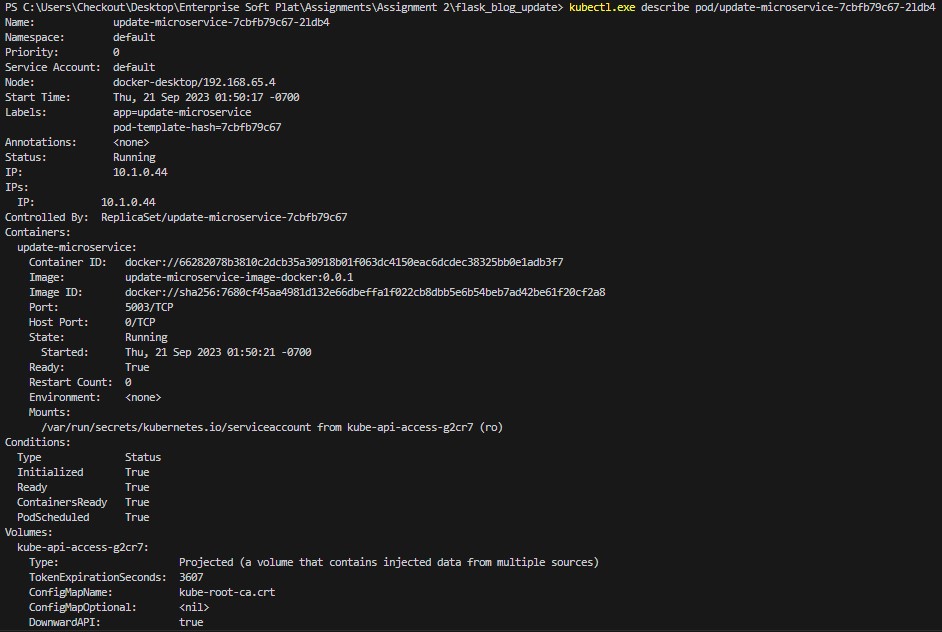 PS C:\Users\Checkout\Desktop\Enterprise Soft Plat\Assignments\Assignment 2\flask_blog_update> kubectl.exe describe pod/update-microservice-7cbfb79c67-2ldb4
Name:             update-microservice-7cbfb79c67-2ldb4
Namespace:        default
Priority:         0
Service Account:  default
Node:             docker-desktop/192.168.65.4
Start Time:       Thu, 21 Sep 2023 01:50:17 -0700
Labels:           app=update-microservice
                  pod-template-hash=7cbfb79c67
Annotations:      <none>
Status:           Running
IP:               10.1.0.44
IPs:
  IP:           10.1.0.44
Controlled By:  ReplicaSet/update-microservice-7cbfb79c67
Containers:
  update-microservice:
    Container ID:   docker://66282078b3810c2dcb35a30918b01f063dc4150eac6dcdec38325bb0e1adb3f7
    Image:          update-microservice-image-docker:0.0.1
    Image ID:       docker://sha256:7680cf45aa4981d132e66dbeffa1f022cb8dbb5e6b54beb7ad42be61f20cf2a8
    Port:           5003/TCP
    Host Port:      0/TCP
    State:          Running
      Started:      Thu, 21 Sep 2023 01:50:21 -0700
    Ready:          True
    Restart Count:  0
    Environment:    <none>
    Mounts:
      /var/run/secrets/kubernetes.io/serviceaccount from kube-api-access-g2cr7 (ro)
Conditions:
  Type              Status
  Initialized       True
  Ready             True
  ContainersReady   True
  PodScheduled      True
Volumes:
  kube-api-access-g2cr7:
    Type:                    Projected (a volume that contains injected data from multiple sources)
    TokenExpirationSeconds:  3607
    ConfigMapName:           kube-root-ca.crt
    ConfigMapOptional:       <nil>
    DownwardAPI:             true